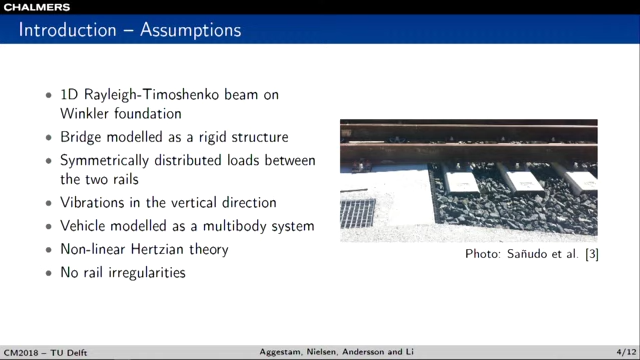 CHALMERS
Introduction – Assumptions
• 1D Rayleigh-Timoshenko beam on
Winkler foundation
• Bridge modelled as a rigid structure
• Symmetrically distributed loads between
the two rails
• Vibrations in the vertical direction
• Vehicle modelled as a multibody system
• Non-linear Hertzian theory
• No rail irregularities
Photo: Sañudo et al. [3]
CM2018 – TU Delft
Aggestam, Nielsen, Andersson and Li
4/12